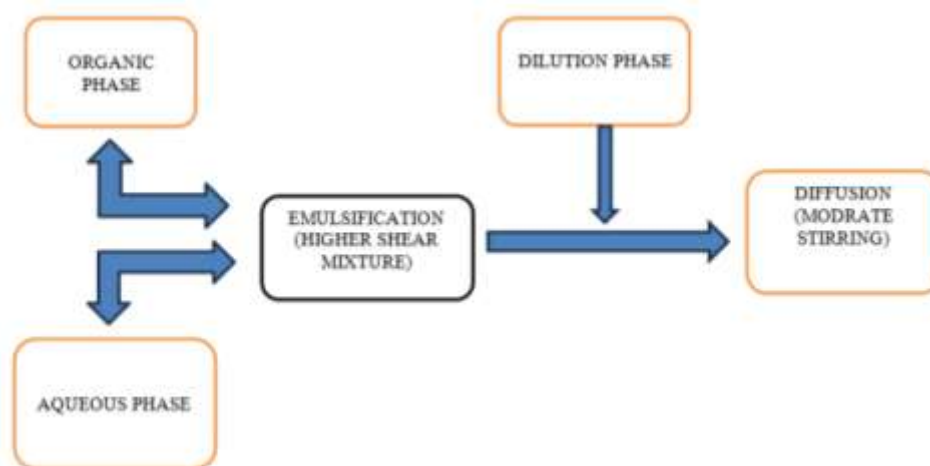 ORGANIC
PHASE
DILUTION PHASE
EMULSIFICATION
(HIGHER SHEAR
MIXTURE)
DIFFUSION
(MODRATE
STIRRING)
AQUEOUS PHASE